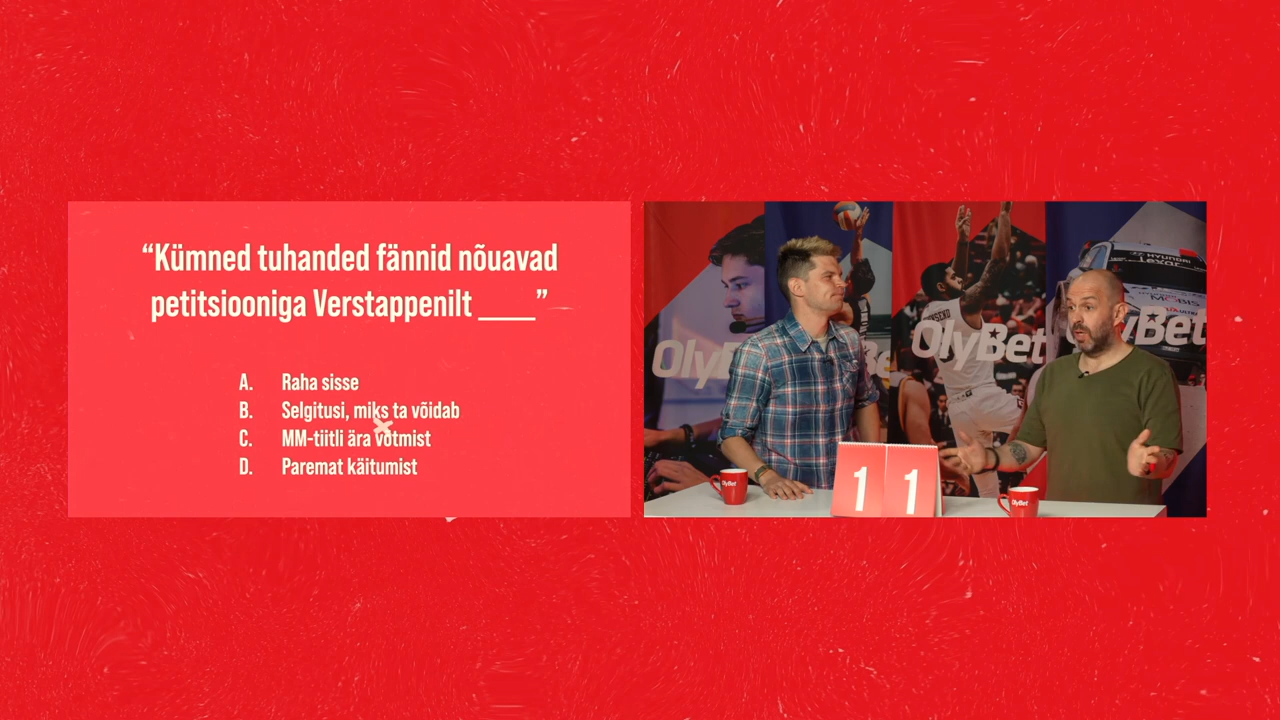 “Kümned tuhanded fännid nõuavad
petitsiooniga Verstappenilt ____”
A. Raha sisse
B. Selgitusi, miks ta võidab
C. MM-tiitli ära võtmist
D. Paremat käitumist
HYUNDAI
OlyBet
OlyBet
OlyBet
1 1
OlyBet
OlyBet